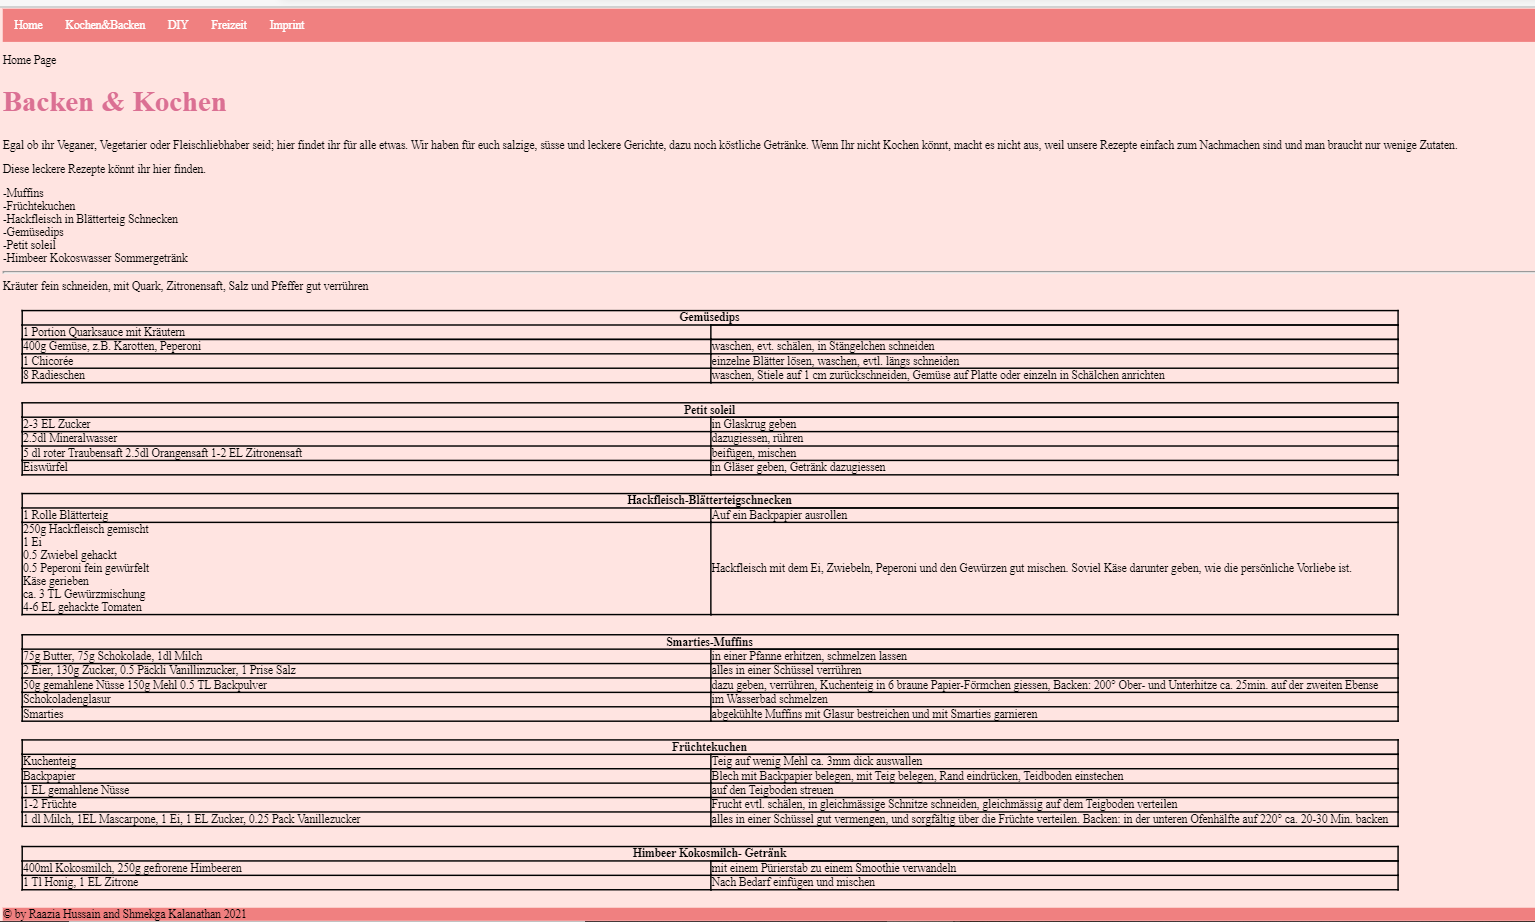 Home Kochen&Backen DIY Freizeit Imprint
Home Page
Backen & Kochen
Egal ob ihr Veganer, Vegetarier oder Fleischliebhaber seid; hier findet ihr für alle etwas. Wir haben für euch salzige, süsse und leckere Gerichte, dazu noch köstliche Getränke. Wenn Ihr nicht Kochen könnt, macht es nicht aus, weil unsere Rezepte einfach zum Nachmachen sind und man braucht nur wenige Zutaten.
Diese leckere Rezepte könnt ihr hier finden.
-Muffins
-Früchtekuchen
-Hackfleisch in Blätterteig Schnecken
-Gemüsedips
-Petit soleil
-Himbeer Kokoswasser Sommergetränk
Kräuter fein schneiden, mit Quark, Zitronensaft, Salz und Pfeffer gut verrühren
Gemüsedips
1 Portion Quarksauce mit Kräutern
400g Gemüse, z.B. Karotten, Peperoni waschen, evt. schälen, in Stängelchen schneiden
1 Chicorée einzelne Blätter lösen, waschen, evtl. längs schneiden
8 Radieschen waschen, Stiele auf 1 cm zurückschneiden, Gemüse auf Platte oder einzeln in Schälchen anrichten
Petit soleil
2-3 EL Zucker in Glaskrug geben
2.5dl Mineralwasser dazugiessen, rühren
5 dl roter Traubensaft 2.5dl Orangensaft 1-2 EL Zitronensaft beifügen, mischen
Eiswürfel in Gläser geben, Getränk dazugiessen
Hackfleisch-Blätterteigschnecken
1 Rolle Blätterteig Auf ein Backpapier ausrollen
250g Hackfleisch gemischt
1 Ei
0.5 Zwiebel gehackt
0.5 Peperoni fein gewürfelt
Käse gerieben
ca. 3 TL Gewürzmischung
4-6 EL gehackte Tomaten
Hackfleisch mit dem Ei, Zwiebeln, Peperoni und den Gewürzen gut mischen. Soviel Käse darunter geben, wie die persönliche Vorliebe ist.
Smarties-Muffins
75g Butter, 75g Schokolade, 1dl Milch in einer Pfanne erhitzen, schmelzen lassen
2 Eier, 130g Zucker, 0.5 Päckli Vanillinzucker, 1 Prise Salz alles in einer Schüssel verrühren
50g gemahlene Nüsse 150g Mehl 0.5 TL Backpulver dazu geben, verrühren, Kuchenteig in 6 braune Papier-Förmchen giessen, Backen: 200° Ober- und Unterhitze ca. 25min. auf der zweiten Ebense
Schokoladenglasur im Wasserbad schmelzen
Smarties abgekühlte Muffins mit Glasur bestreichen und mit Smarties garnieren
Früchtekuchen
Kuchenteig Teig auf wenig Mehl ca. 3mm dick auswallen
Backpapier Blech mit Backpapier belegen, mit Teig belegen, Rand eindrücken, Teidboden einstechen
1 EL gemahlene Nüsse auf den Teigboden streuen
1-2 Früchte Frucht evtl. schälen, in gleichmässige Schnitze schneiden, gleichmässig auf dem Teigboden verteilen
1 dl Milch, 1EL Mascarpone, 1 Ei, 1 EL Zucker, 0.25 Pack Vanillezucker alles in einer Schüssel gut vermengen, und sorgfältig über die Früchte verteilen. Backen: in der unteren Ofenhälfte auf 220° ca. 20-30 Min. backen
Himbeer Kokosmilch- Getränk
400ml Kokosmilch, 250g gefrorene Himbeeren mit einem Pürierstab zu einem Smoothie verwandeln
1 Tl Honig, 1 EL Zitrone Nach Bedarf einfügen und mischen
© by Raazia Hussain and Shmekga Kalanathan 2021